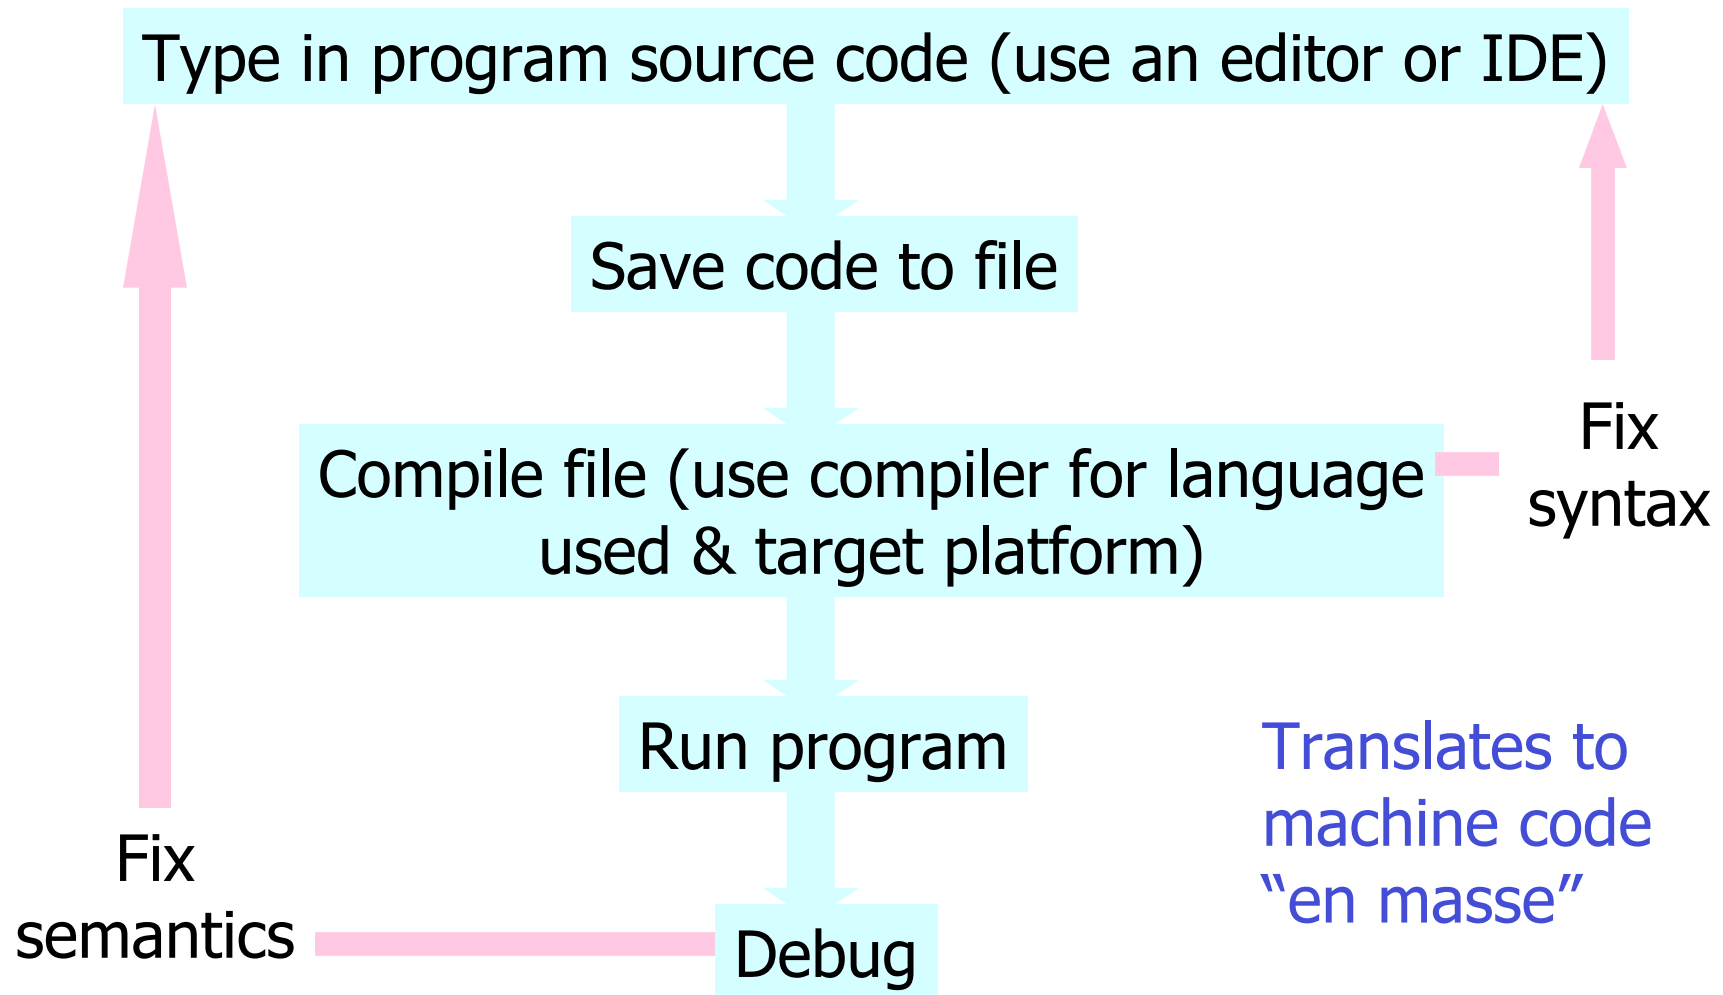 Type in program source code (use an editor or IDE)
Save code to file
Compile file (use compiler for language
used & target platform)
Fix
syntax
Run program
Translates to
machine code
“en masse”
Fix
semantics
Debug